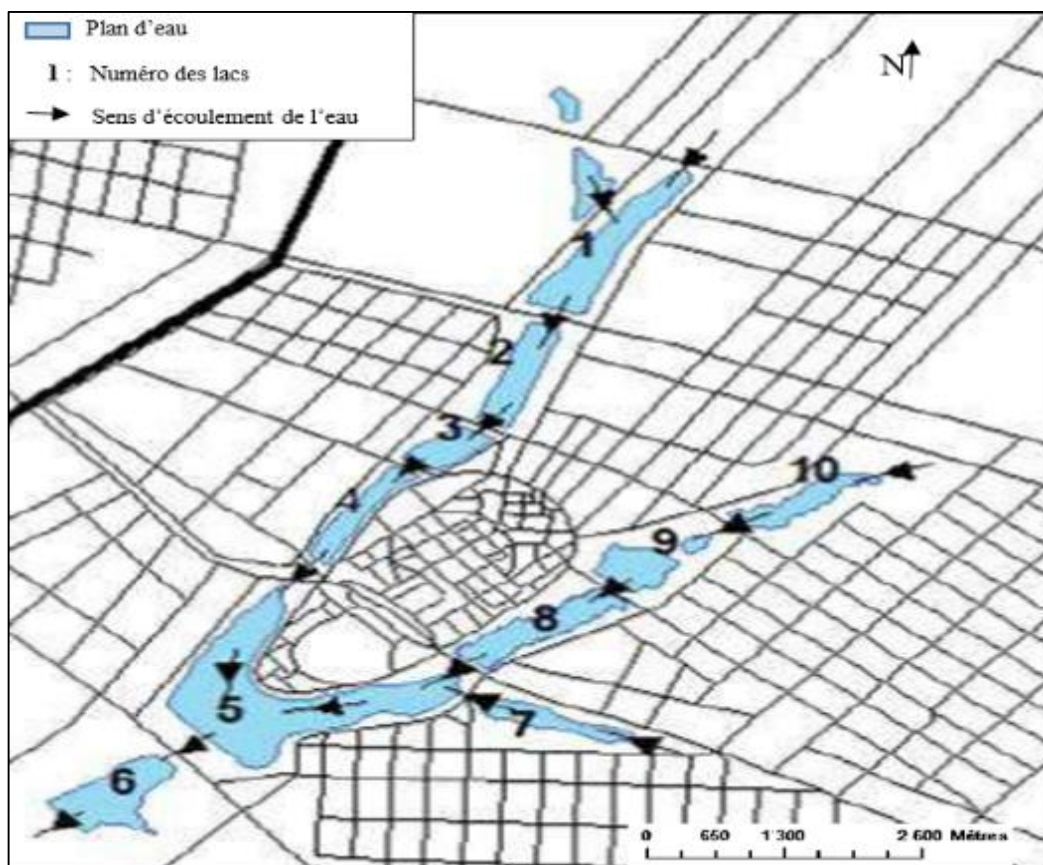 Plan d'eau
1 : Numéro des lacs
Sens d'écoulement de l'eau
N
1
2
3
4
10
9
8
5
7
6
0 650 1'300 2 600 Mètres